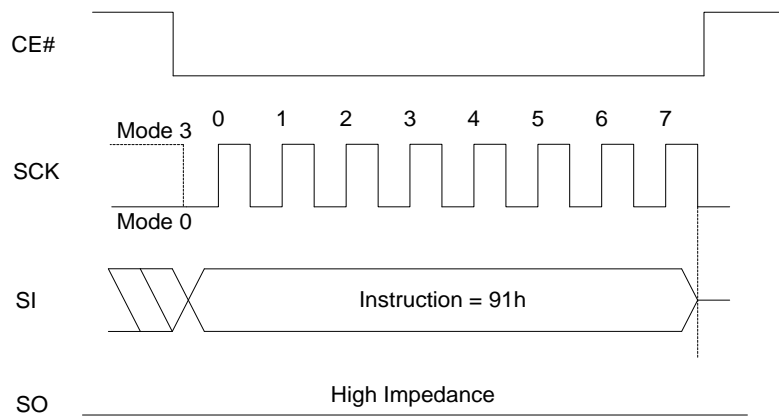 CE#
0 1 2 3 4 5 6 7
Mode 3
SCK
Mode 0
SI
Instruction = 91h
High Impedance
SO